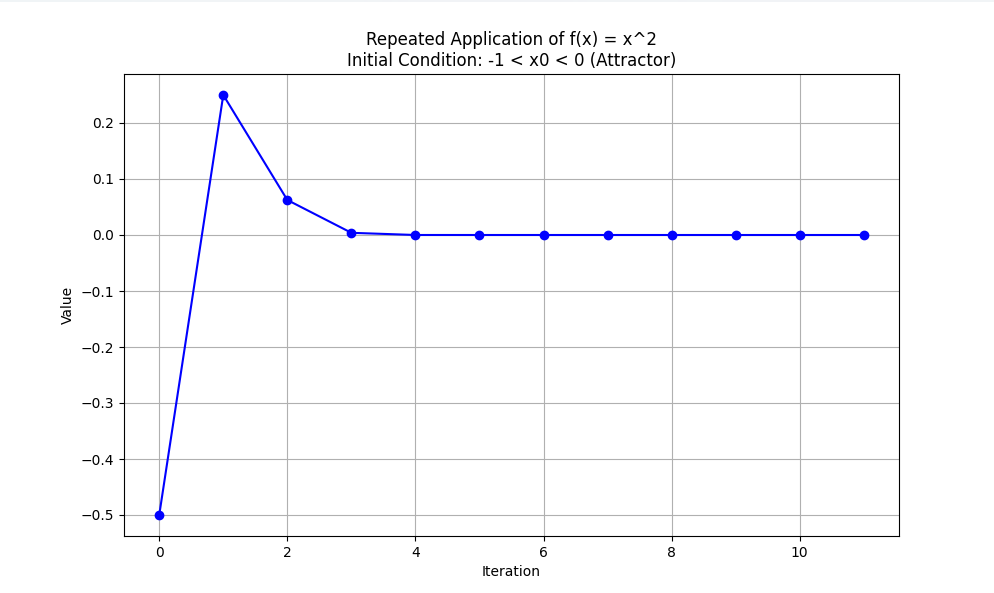 Repeated Application of f(x) = x^2
Initial Condition: -1 < x0 < 0 (Attractor)
0.2
0.1
0.0
−0.1
−0.2
−0.3
−0.4
−0.5
Value
0 2 4 6 8 10
Iteration